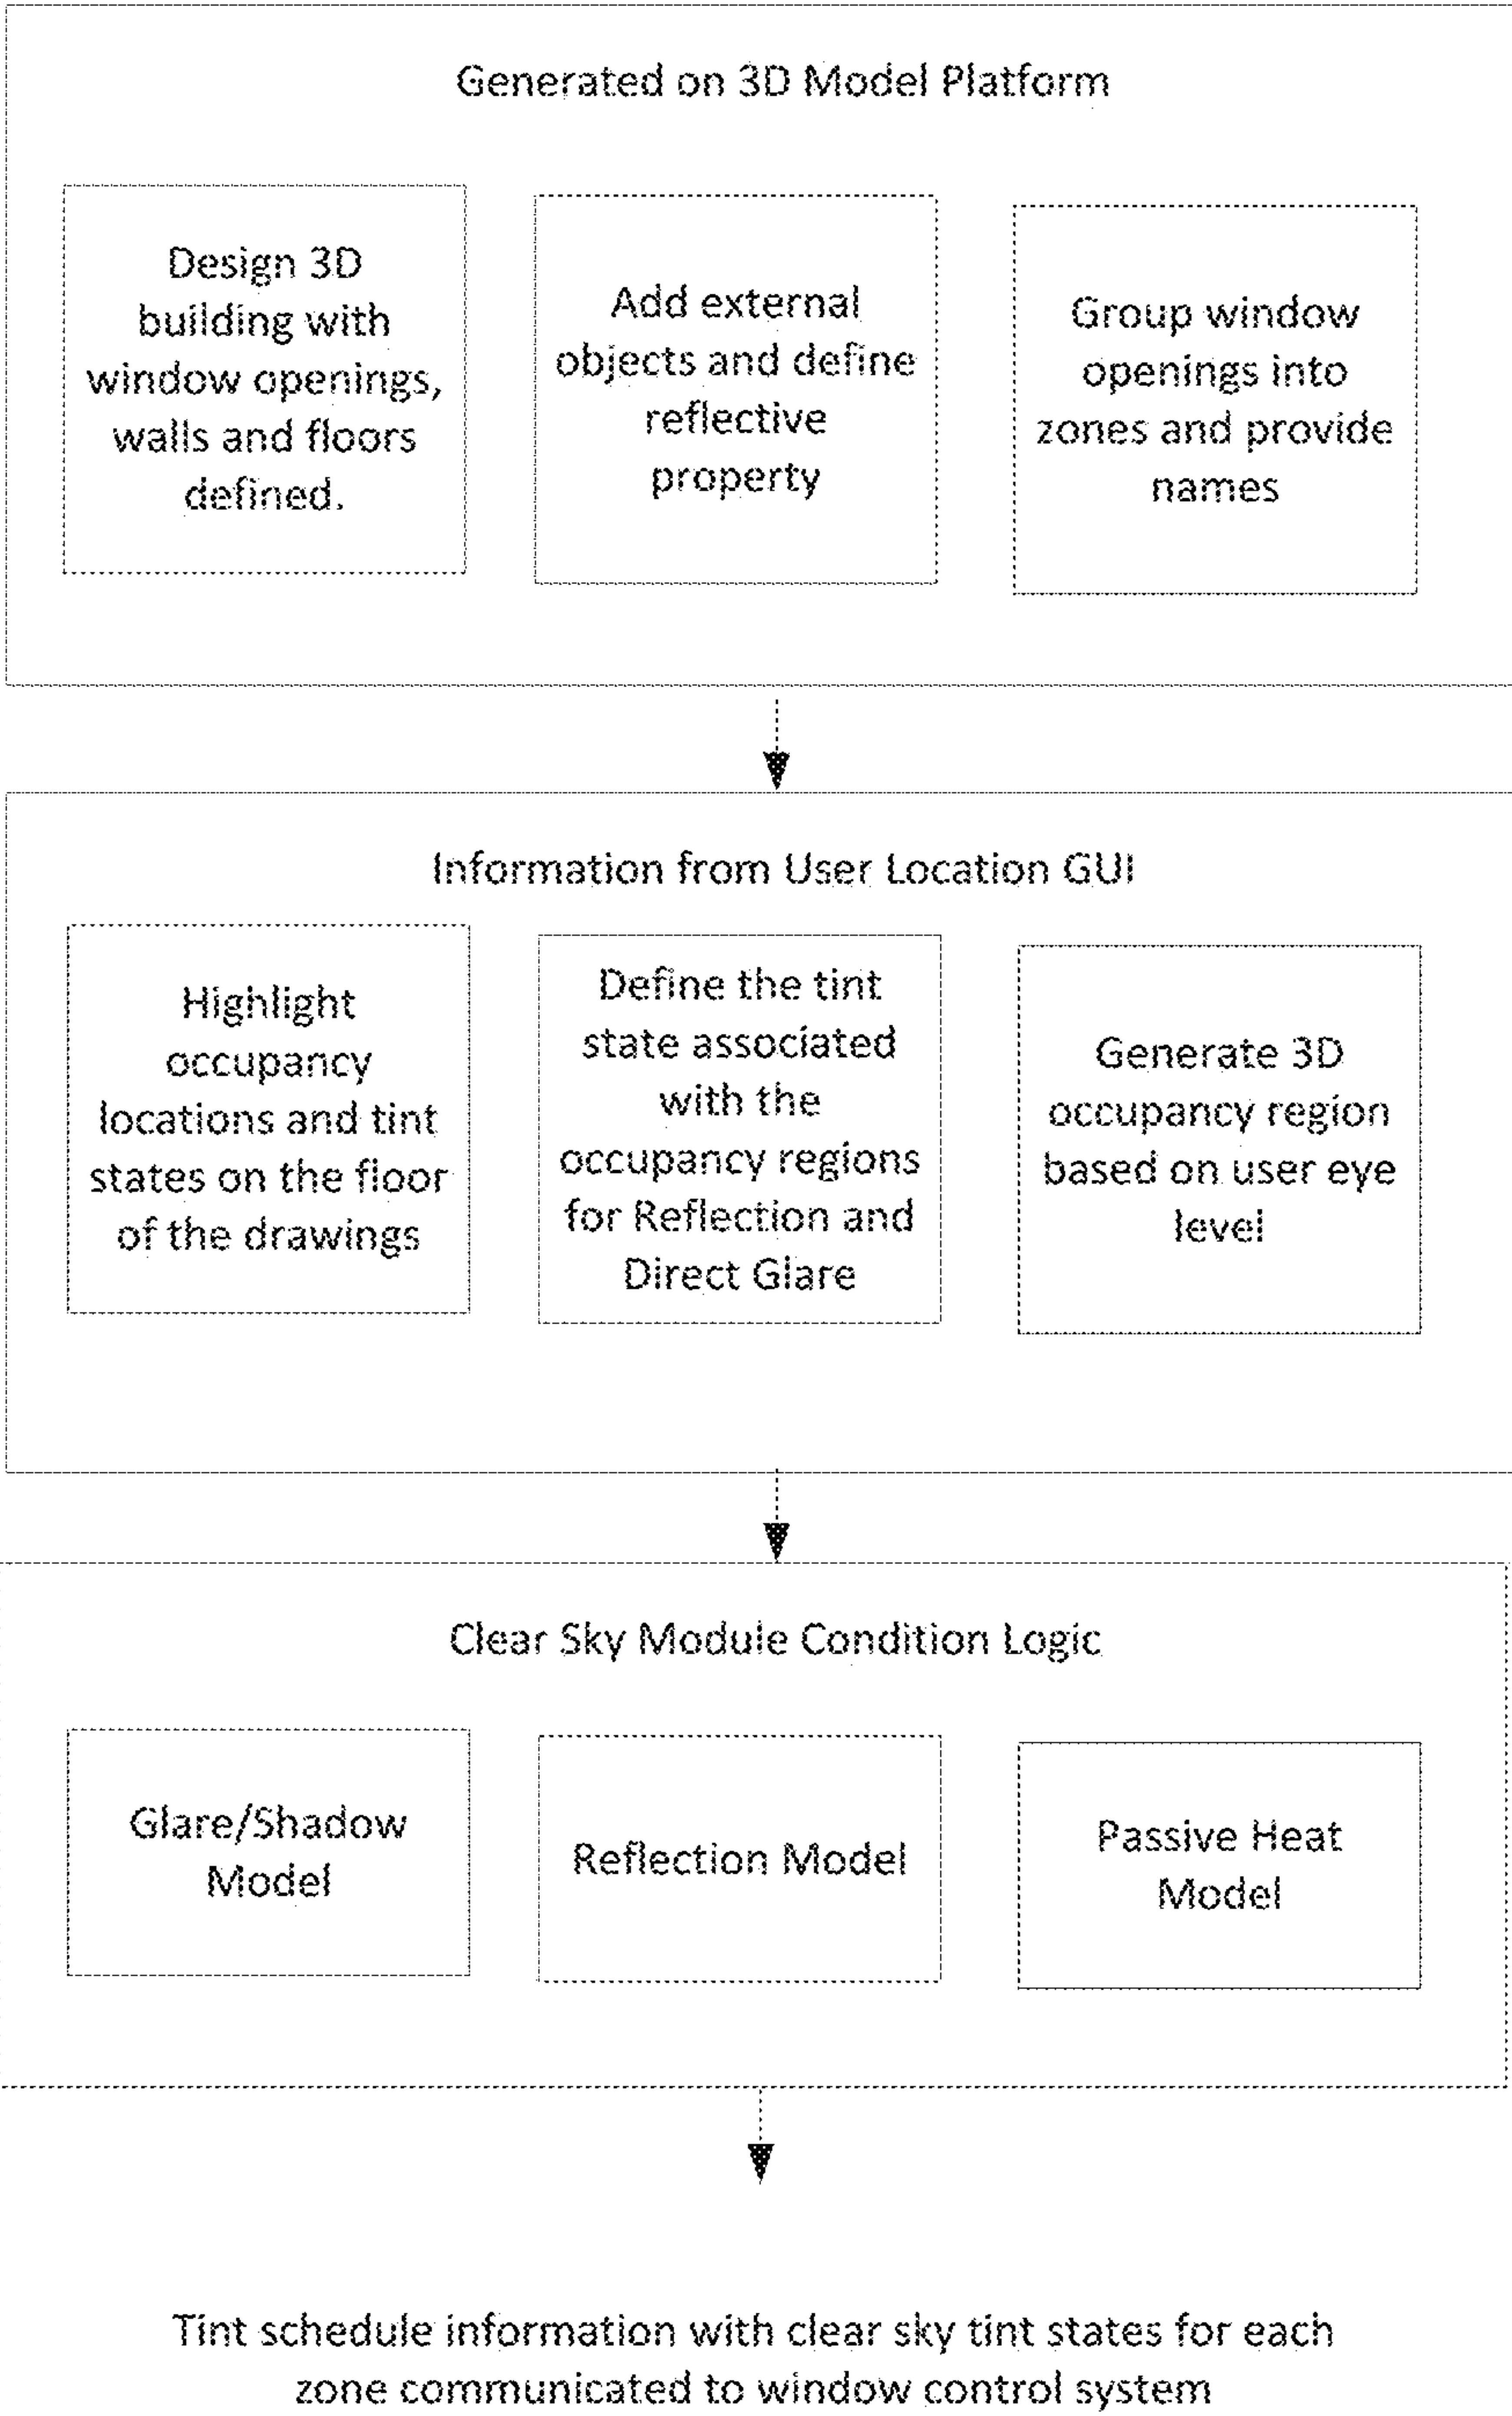 Generated on 3D Model Platform
Design 3D
building with
window openings,
walls and floors
defined.
Add external
objects and define
reflective
property
Group window
openings into
zones and provide
names
Information from User Location GUI
Highlight
occupancy
locations and tint
states on the floor
of the drawings
Define the tint
state associated
with the
occupancy regions
for Reflection and
Direct Glare
Generate 3D
occupancy region
based on user eye
level
Clear Sky Module Condition Logic
Glare/Shadow
Model
Reflection Model
Passive Heat
Model
Tint schedule information with clear sky tint states for each
zone communicated to window control system